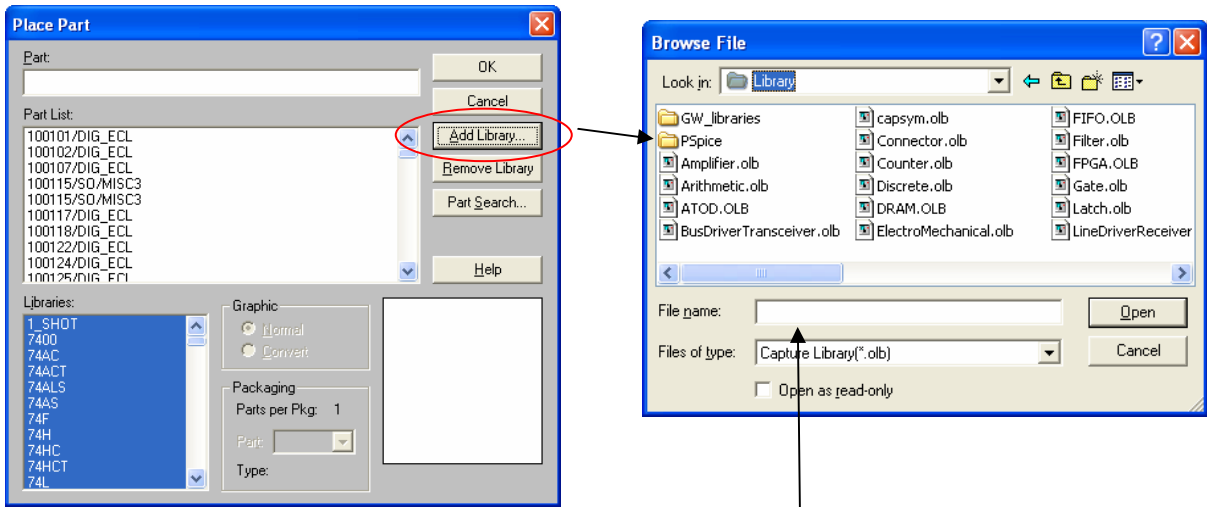 Place Part
Part:
OK
Cancel
Part List:
Add Library...
100101/DIG_ECL
100102/DIG_ECL
100107/DIG_ECL
100115/SO/MISC3
100115/SO/MISC3
100117/DIG_ECL
100118/DIG_ECL
100122/DIG_ECL
100124/DIG_ECL
100125/DIG_ECL
Remove Library
Part Search...
Help
Libraries:
1_SHOT
7400
74AC
74ACT
74ALS
74AS
74F
74H
74HC
74HCT
74L
Graphic
Normal
Convert
Packaging
Parts per Pkg: 1
Part:
Type:
Browse File
Look in: Library
GW_libraries
PSpice
Amplifier.olb
Arithmetic.olb
ATOD.OLB
BusDriverTransceiver.olb
capsym.olb
Connector.olb
Counter.olb
Discrete.olb
DRAM.OLB
ElectroMechanical.olb
FIFO.OLB
Filter.olb
FPGA.OLB
Gate.olb
Latch.olb
LineDriverReceiver
File name:
Open
Files of type: Capture Library(*.olb)
Cancel
Open as read-only